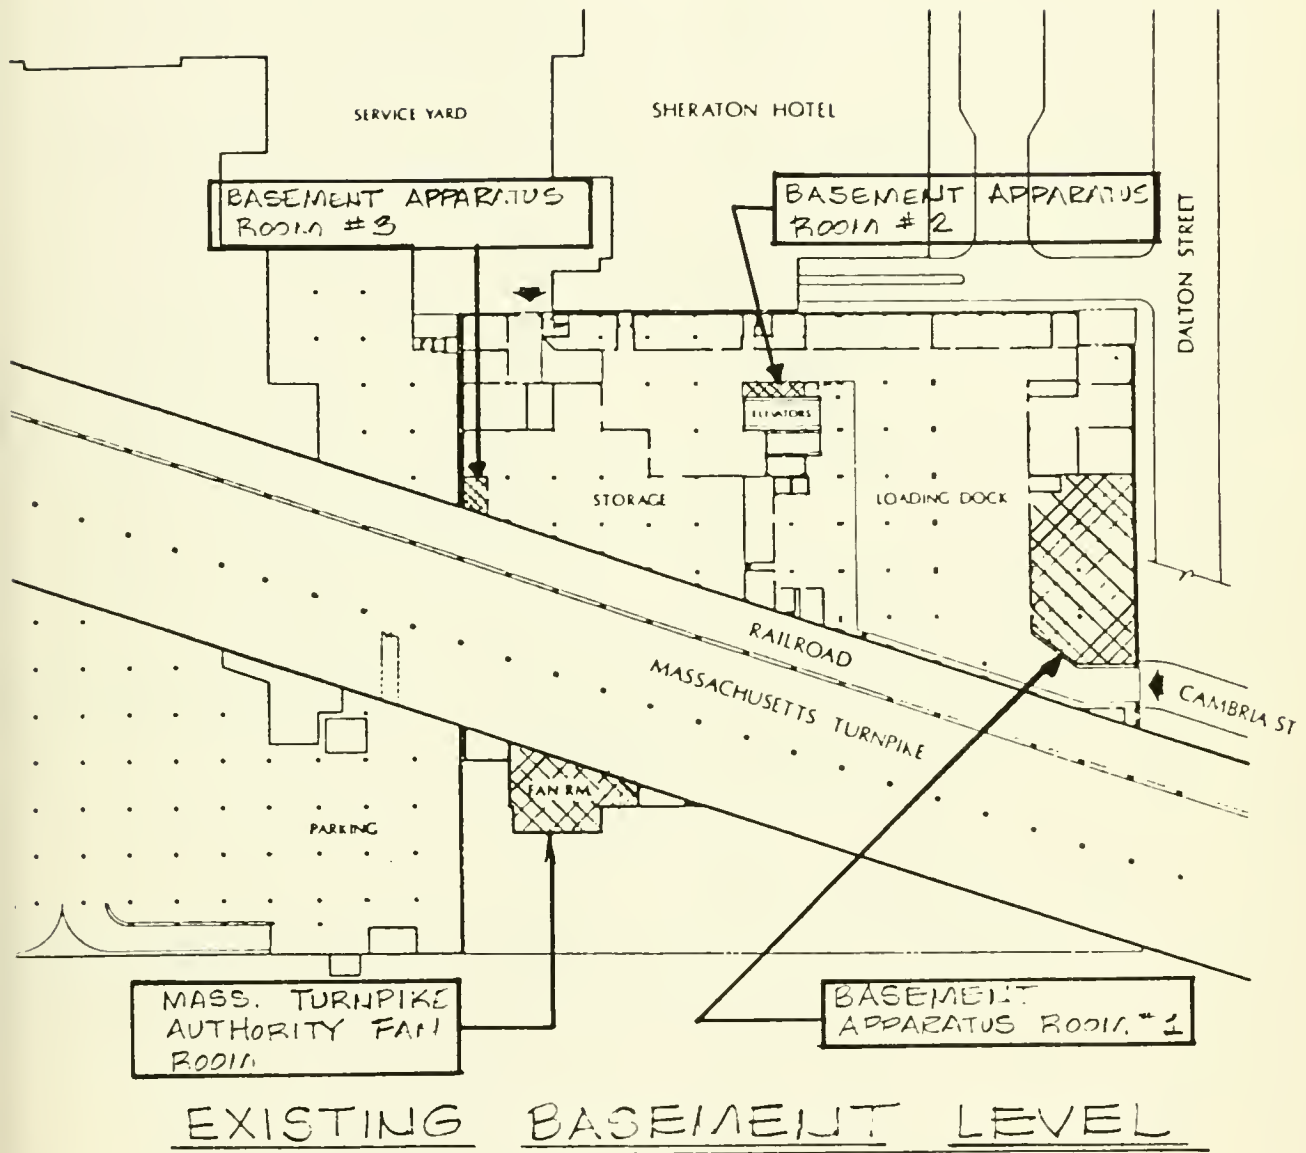 SERVICE YARD
SHERATON HOTEL
BASEMENT APPARATUS
ROOM #3
BASEMENT APPARATUS
ROOM #2
DALTON STREET
ELEVATORS
STORAGE
LOADING DOCK
RAILROAD
MASSACHUSETTS TURNPIKE
CAMBRIA ST
FAN RM.
PARKING
MASS. TURNPIKE
AUTHORITY FAN
ROOM
BASEMENT
APPARATUS ROOM #1
EXISTING BASEMENT LEVEL